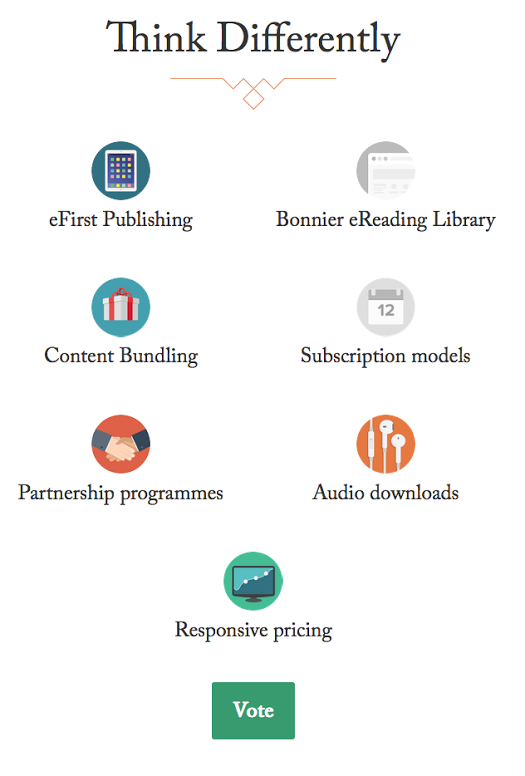 Think Differently
eFirst Publishing
Bonnier eReading Library
Content Bundling
12
Subscription models
Partnership programmes
Audio downloads
Responsive pricing
Vote